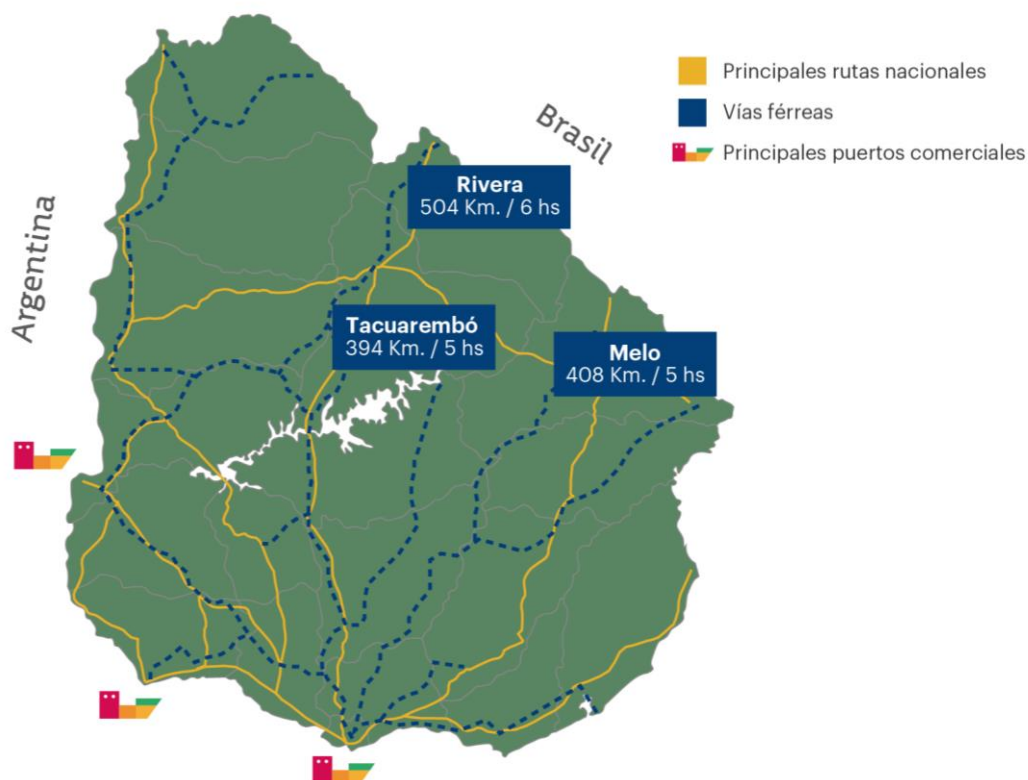 Principales rutas nacionales
Vías férreas
Principales puertos comerciales
Brasil
Argentina
Rivera
504 Km. / 6 hs
Tacuarembó
394 Km. / 5 hs
Melo
408 Km. / 5 hs